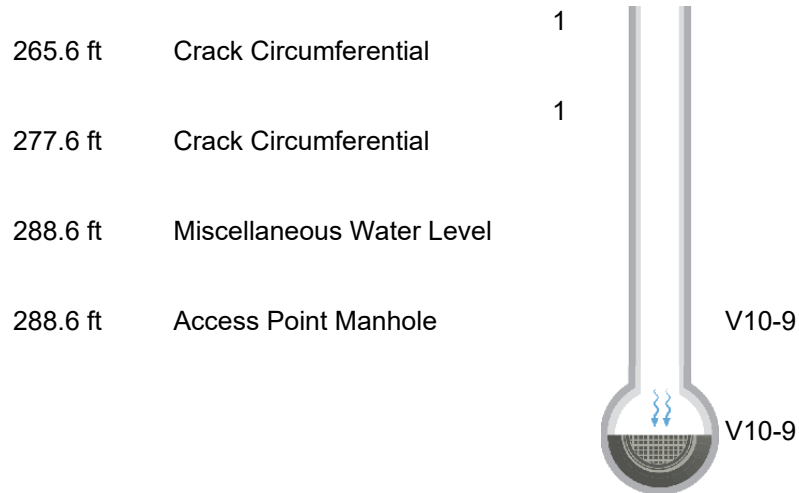 1
265.6 ft Crack Circumferential
1
277.6 ft Crack Circumferential
288.6 ft Miscellaneous Water Level
288.6 ft Access Point Manhole V10-9
V10-9